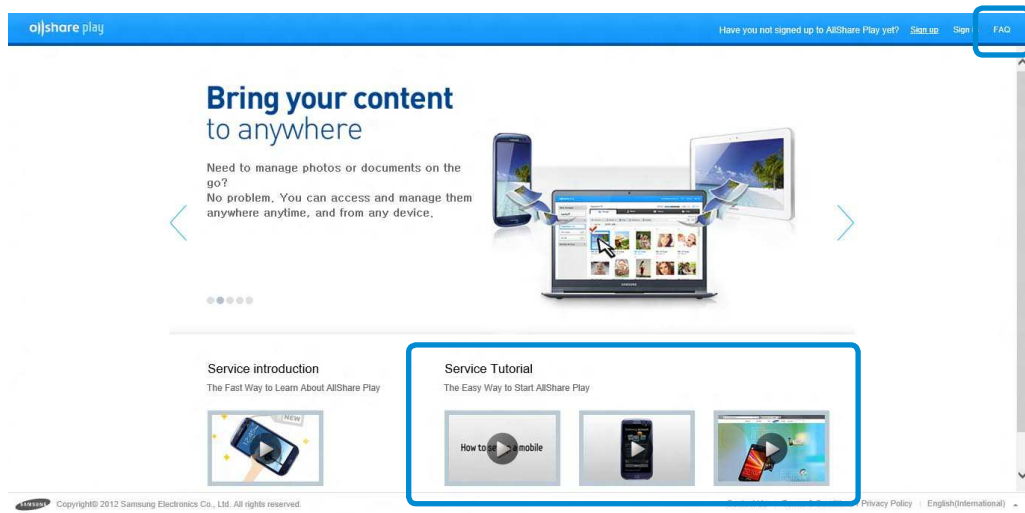 allshare play
Have you not signed up to AllShare Play yet? Sign up Sign FAQ
Bring your content
to anywhere
Need to manage photos or documents on the
go?
No problem. You can access and manage them
anywhere anytime, and from any device.
Service introduction
The Fast Way to Learn About AllShare Play
Service Tutorial
The Easy Way to Start AllShare Play
NEW
How to mobile
SAMSUNG
SAMSUNG Copyright© 2012 Samsung Electronics Co., Ltd. All rights reserved.
Privacy Policy | English(International)